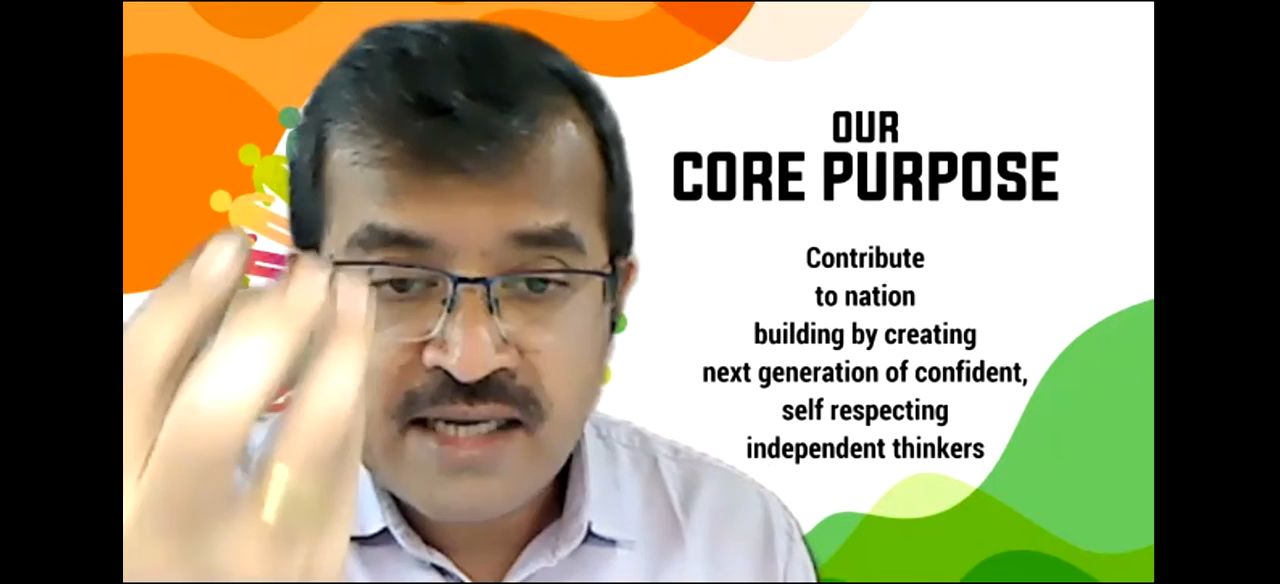 OUR
CORE PURPOSE
Contribute
to nation
building by creating
next generation of confident,
self respecting
independent thinkers